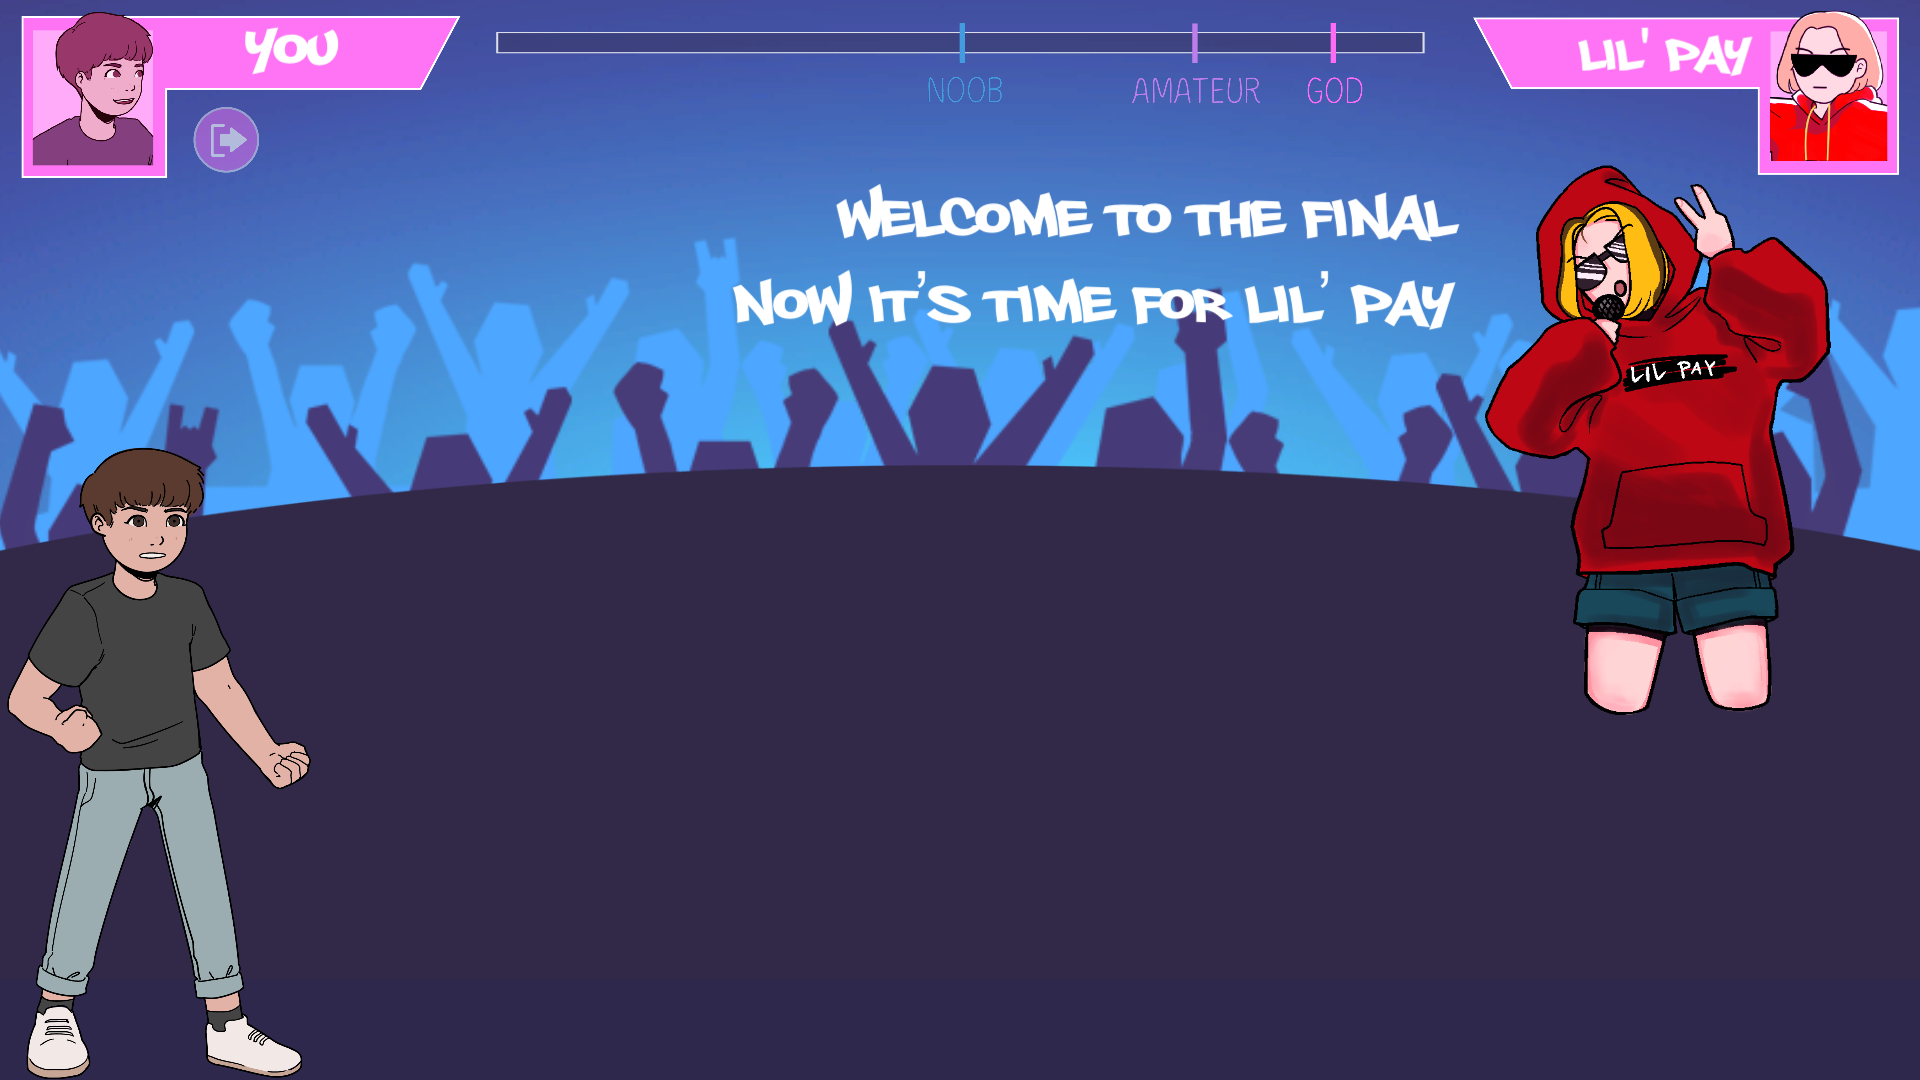 YOU
NOOB
AMATEUR
GOD
LIL' PAY
WELCOME TO THE FINAL
NOW IT'S TIME FOR LIL' PAY
LIL PAY